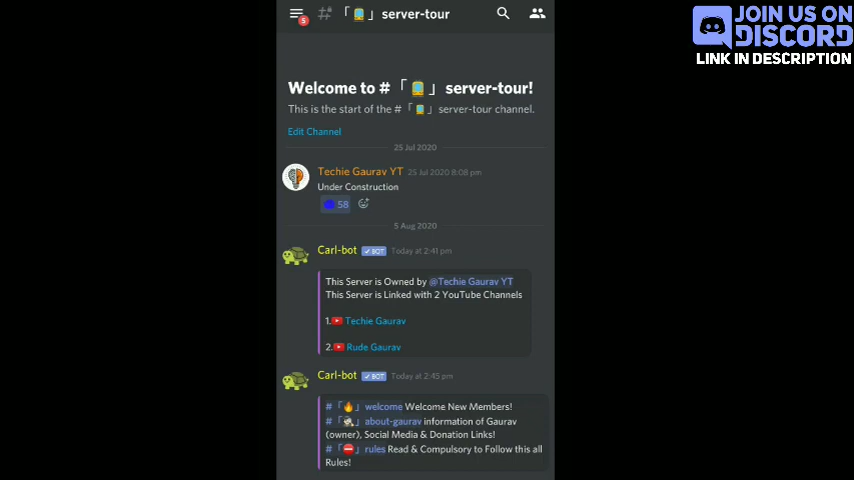 5
#「🚊」 server-tour
JOIN US ON
DISCORD
LINK IN DESCRIPTION
Welcome to #「🚊」server-tour!
This is the start of the #「🚊」server-tour channel.
Edit Channel
25 Jul 2020
Techie Gaurav YT 25 Jul 2020 8:08 pm
Under Construction
58
5 Aug 2020
Carl-bot ✓BOT Today at 2:41 pm
This Server is Owned by @Techie Gaurav YT
This Server is Linked with 2 YouTube Channels
1. Techie Gaurav
2. Rude Gaurav
Carl-bot ✓BOT Today at 2:45 pm
#「🔥」welcome Welcome New Members!
#「🕵」about-gaurav information of Gaurav
(owner), Social Media & Donation Links!
#「⛔」rules Read & Compulsory to Follow this all
Rules!